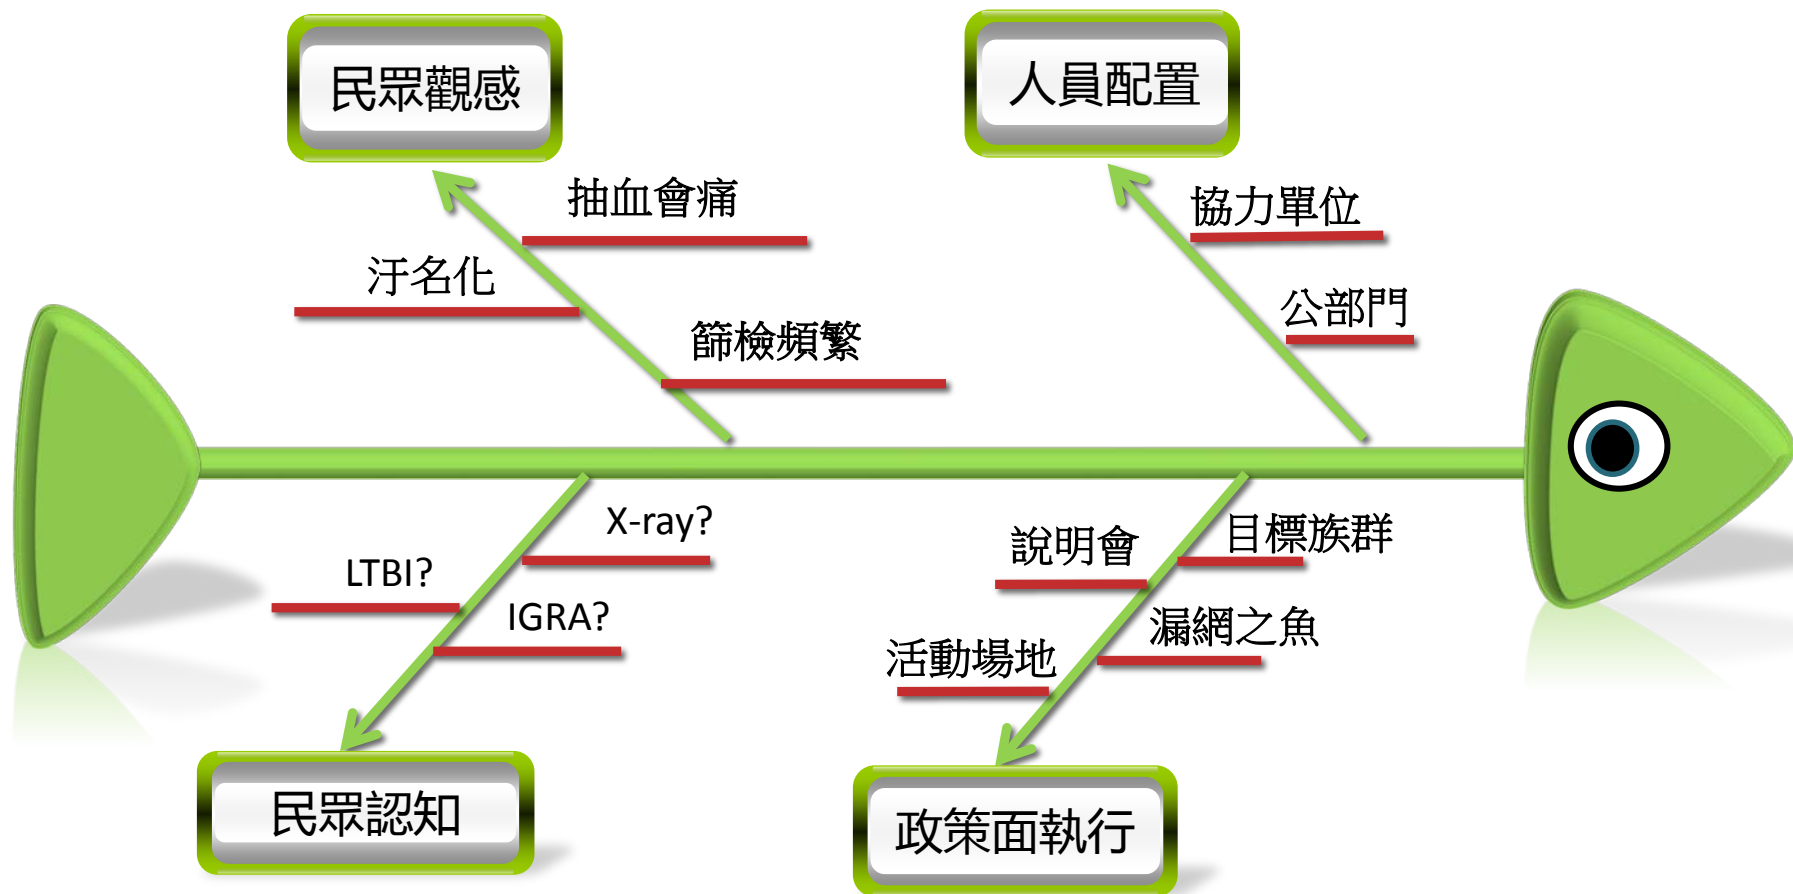 民眾觀感
人員配置
抽血會痛
協力單位
汙名化
公部門
篩檢頻繁
X-ray?
說明會
目標族群
LTBI?
IGRA?
漏網之魚
活動場地
民眾認知
政策面執行